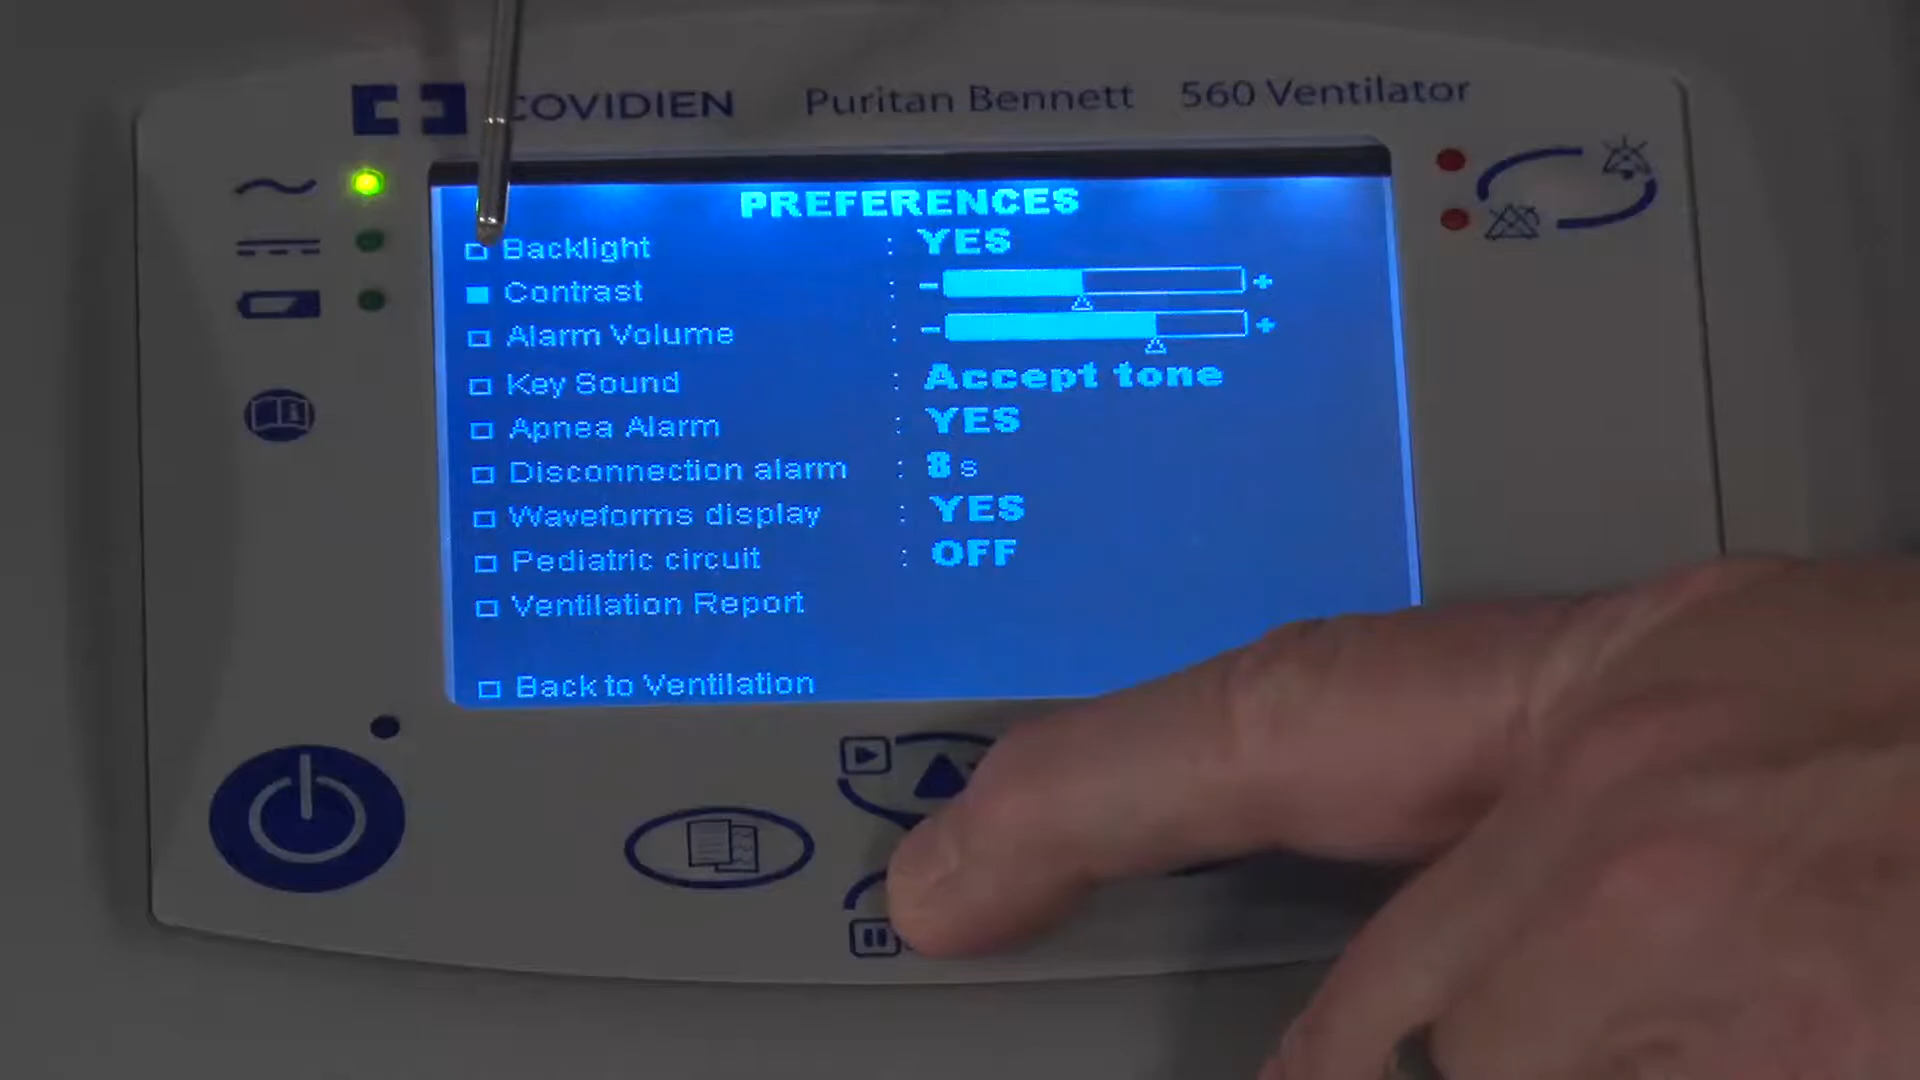 COVIDIEN Puritan Bennett 560 Ventilator
PREFERENCES
Backlight : YES
Contrast : - +
Alarm Volume : - +
Key Sound : Accept tone
Apnea Alarm : YES
Disconnection alarm : 8 s
Waveforms display : YES
Pediatric circuit : OFF
Ventilation Report
Back to Ventilation